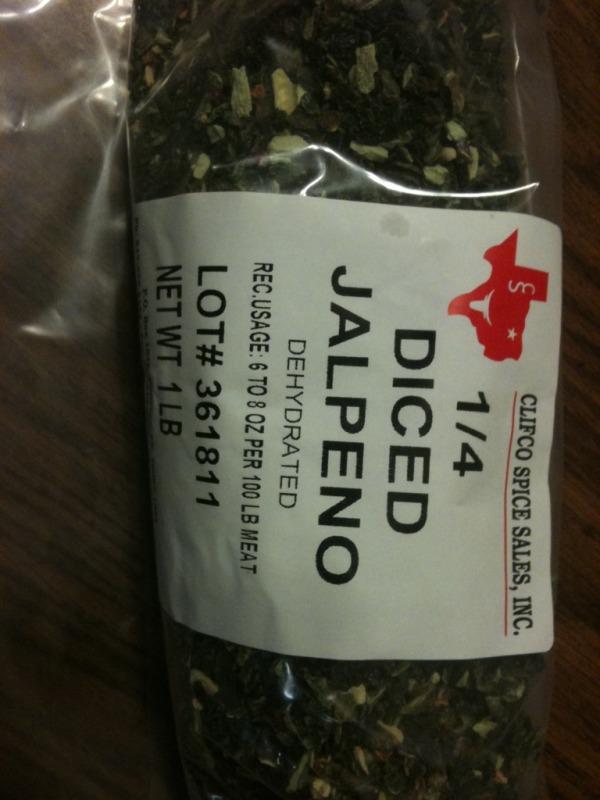 CLIFCO SPICE SALES, INC.
1/4
DICED
JALPENO
DEHYDRATED
REC.USAGE: 6 TO 8 OZ PER 100 LB MEAT
LOT# 361811
NET WT 1 LB